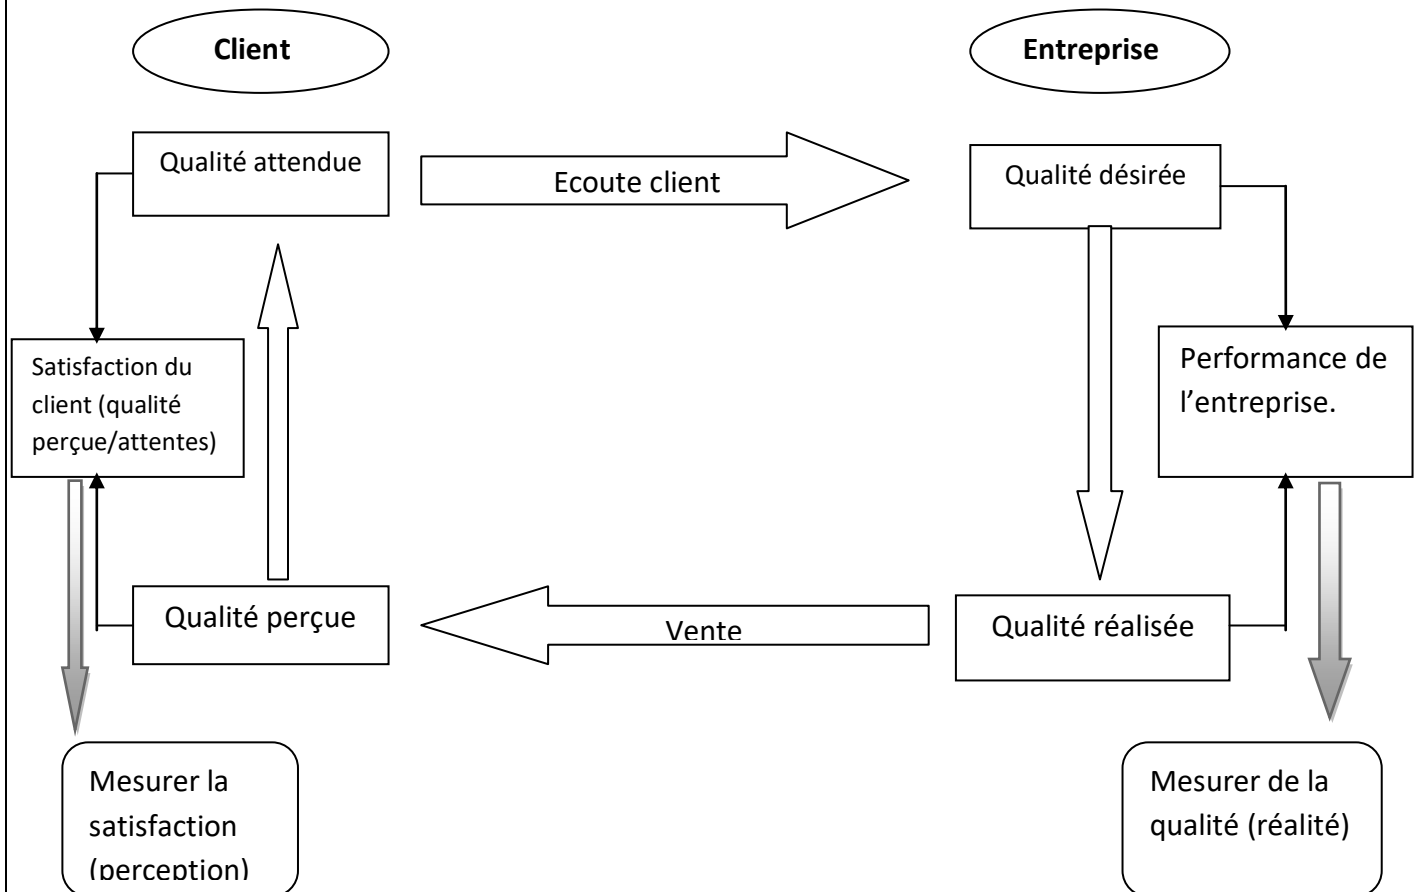 Client
Entreprise
Qualité attendue
Ecoute client
Qualité désirée
Satisfaction du
client (qualité
perçue/attentes)
Performance de
l’entreprise.
Qualité perçue
Vente
Qualité réalisée
Mesurer la
satisfaction
(perception)
Mesurer de la
qualité (réalité)